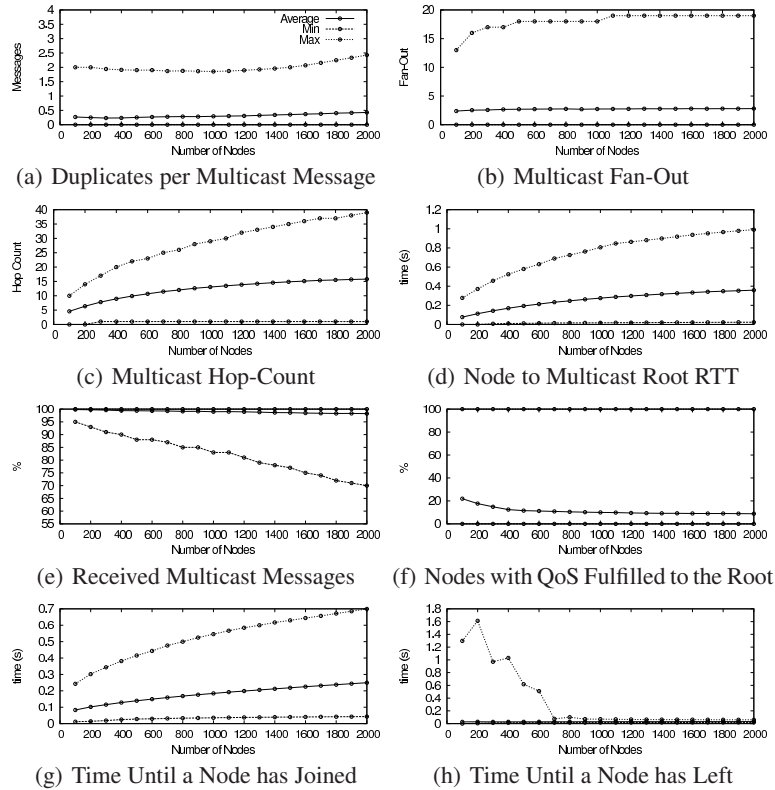 4
3.5
3
2.5
2
1.5
1
0.5
0
Messages
Average
Min
Max
0 200 400 600 800 1000 1200 1400 1600 1800 2000
Number of Nodes
(a) Duplicates per Multicast Message
20
15
10
5
0
Fan-Out
0 200 400 600 800 1000 1200 1400 1600 1800 2000
Number of Nodes
(b) Multicast Fan-Out
40
35
30
25
20
15
10
5
0
Hop Count
0 200 400 600 800 1000 1200 1400 1600 1800 2000
Number of Nodes
(c) Multicast Hop-Count
1.2
1
0.8
0.6
0.4
0.2
0
time (s)
0 200 400 600 800 1000 1200 1400 1600 1800 2000
Number of Nodes
(d) Node to Multicast Root RTT
100
95
90
85
80
75
70
65
60
55
%
0 200 400 600 800 1000 1200 1400 1600 1800 2000
Number of Nodes
(e) Received Multicast Messages
100
80
60
40
20
0
%
0 200 400 600 800 1000 1200 1400 1600 1800 2000
Number of Nodes
(f) Nodes with QoS Fulfilled to the Root
0.7
0.6
0.5
0.4
0.3
0.2
0.1
0
time (s)
0 200 400 600 800 1000 1200 1400 1600 1800 2000
Number of Nodes
(g) Time Until a Node has Joined
1.8
1.6
1.4
1.2
1
0.8
0.6
0.4
0.2
0
time (s)
0 200 400 600 800 1000 1200 1400 1600 1800 2000
Number of Nodes
(h) Time Until a Node has Left